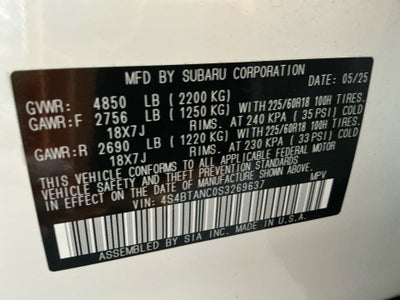 MFD BY SUBARU CORPORATION DATE: 05/25
GVWR: 4850 LB (2200 KG)
GAWR:F 2756 LB (1250 KG) WITH 225/60R18 100H TIRES.
18X7J RIMS. AT 240 KPA (35 PSI) COLD
GAWR:R 2690 LB (1220 KG) WITH 225/60R18 100H TIRES.
18X7J RIMS. AT 230 KPA (33 PSI) COLD
THIS VEHICLE CONFORMS TO ALL APPLICABLE FEDERAL MOTOR
VEHICLE SAFETY AND THEFT PREVENTION STANDARDS
IN EFFECT ON THE DATE OF MANUFACTURE SHOWN ABOVE.
VIN: 4S4BTANC0S3269637 MPV
ASSEMBLED BY SIA INC. MADE IN U.S.A.